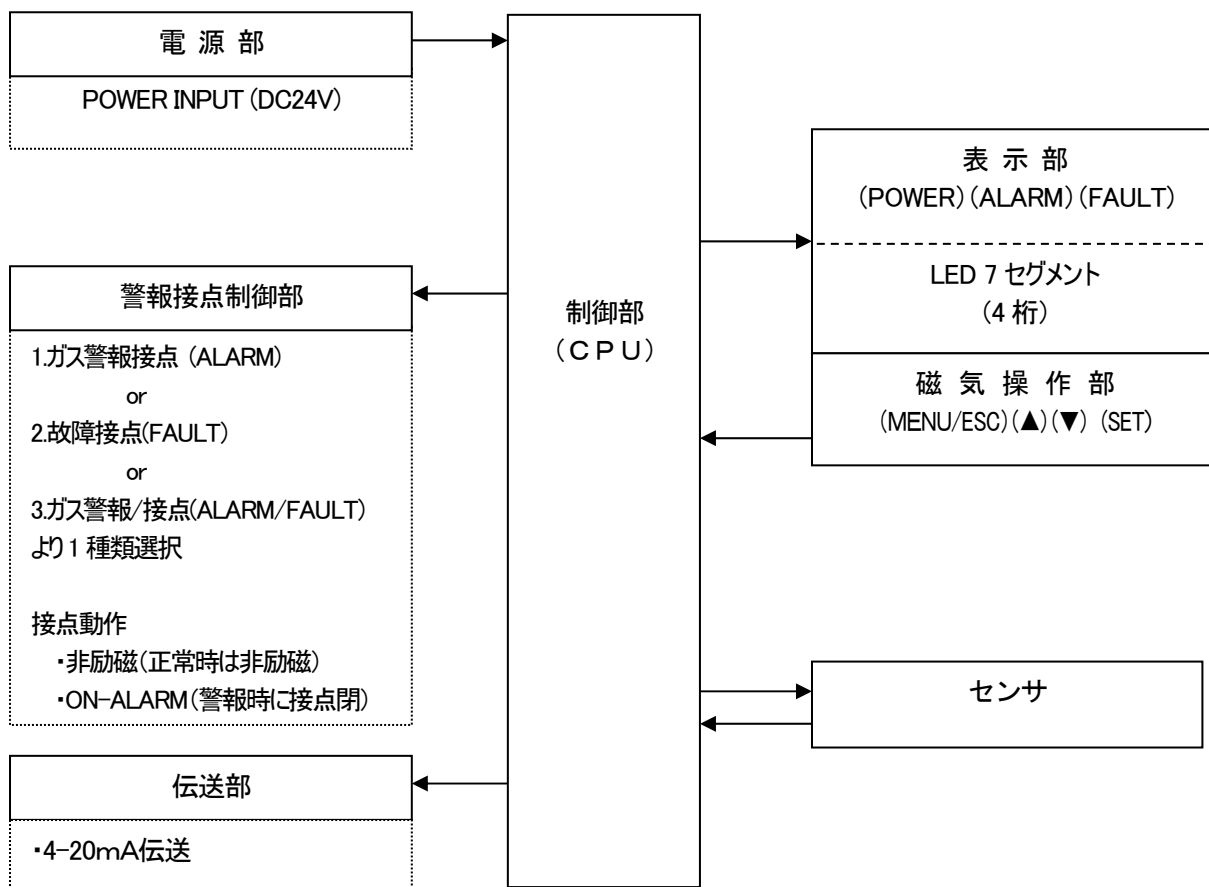 電 源 部
POWER INPUT (DC24V)
警報接点制御部
1.ガス警報接点 (ALARM)
or
2.故障接点(FAULT)
or
3.ガス警報/接点(ALARM/FAULT)
より1 種類選択
接点動作
・非励磁(正常時は非励磁)
・ON-ALARM(警報時に接点閉)
伝送部
・4-20mA伝送
制御部
(CPU)
表 示 部
(POWER)(ALARM)(FAULT)
LED 7 セグメント
(4 桁)
磁 気 操 作 部
(MENU/ESC)(▲)(▼) (SET)
センサ